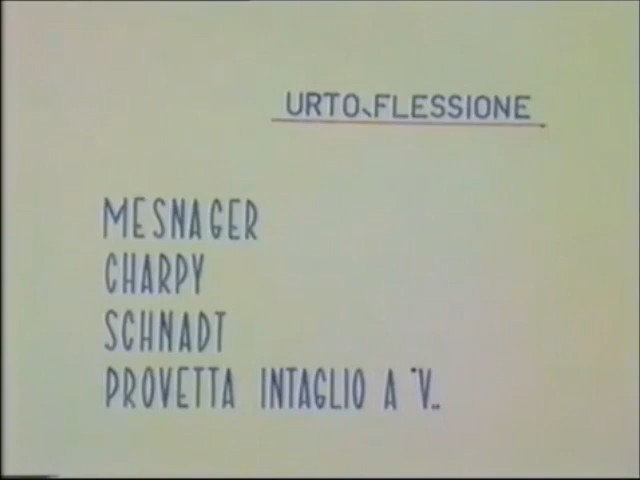 URTO-FLESSIONE
MESNAGER
CHARPY
SCHNADT
PROVETTA INTAGLIO A "V„